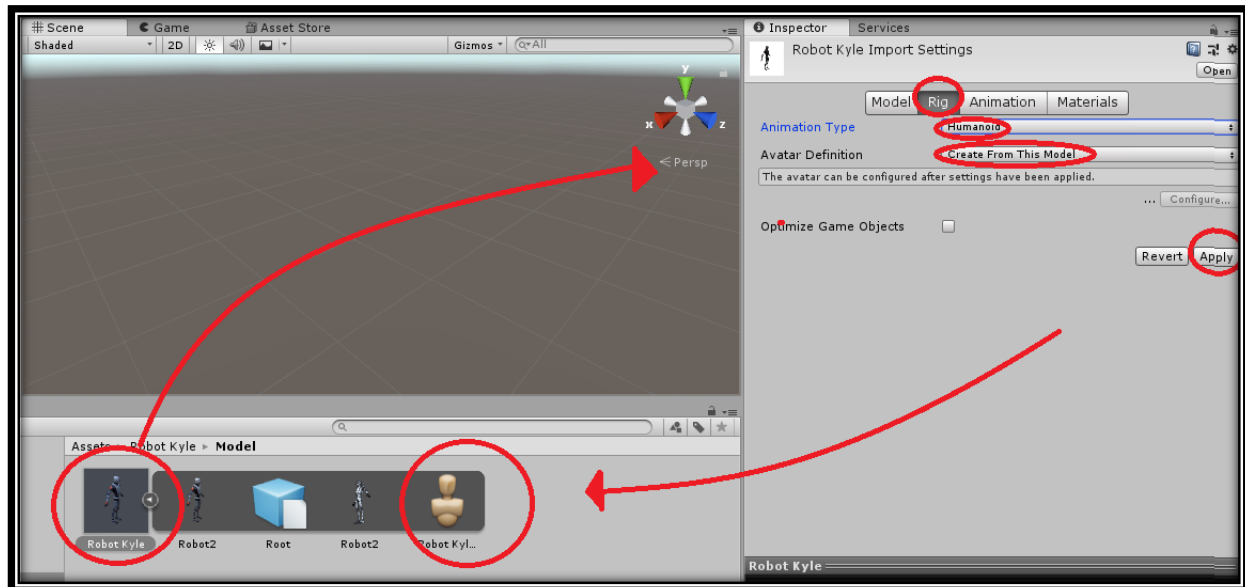 Scene Game Asset Store
Shaded 2D Gizmos All
y
x z
Persp
Assets Robot Kyle Model
Robot Kyle Robot2 Root Robot2 Robot Kyl...
Inspector Services
Robot Kyle Import Settings
Open
Model Rig Animation Materials
Animation Type Humanoid
Avatar Definition Create From This Model
The avatar can be configured after settings have been applied.
... Configure...
Optimize Game Objects
Revert Apply
Robot Kyle